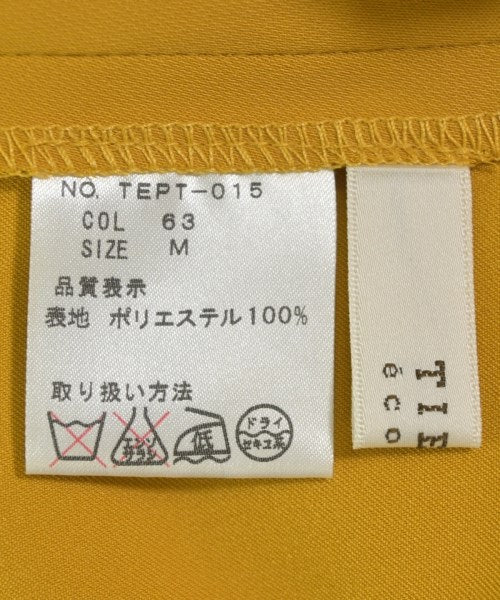 NO. TEPT-015
COL 63
SIZE M
品質表示
表地 ポリエステル100%
取り扱い方法
エンソ
サラシ
低
ドライ
セキユ系
TIE
éco